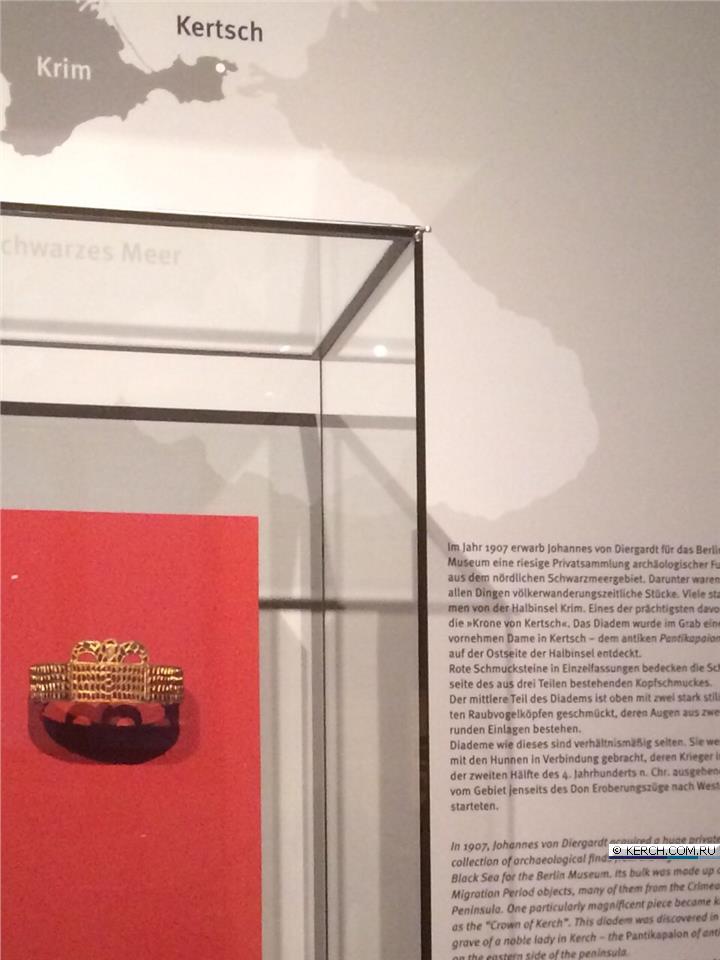 Kertsch
Krim
chwarzes Meer
Im Jahr 1907 erwarb Johannes von Diergardt für das Berli
Museum eine riesige Privatsammlung archäologischer Fu
aus dem nördlichen Schwarzmeergebiet. Darunter waren
allen Dingen völkerwanderungszeitliche Stücke. Viele sta
men von der Halbinsel Krim. Eines der prächtigsten davo
die »Krone von Kertsch«. Das Diadem wurde im Grab eine
vornehmen Dame in Kertsch – dem antiken Pantikapaion
auf der Ostseite der Halbinsel entdeckt.
Rote Schmucksteine in Einzelfassungen bedecken die Sch
seite des aus drei Teilen bestehenden Kopfschmuckes.
Der mittlere Teil des Diadems ist oben mit zwei stark stili
ten Raubvogelköpfen geschmückt, deren Augen aus zwe
runden Einlagen bestehen.
Diademe wie dieses sind verhältnismäßig selten. Sie we
mit den Hunnen in Verbindung gebracht, deren Krieger i
der zweiten Hälfte des 4. Jahrhunderts n. Chr. ausgehend
vom Gebiet jenseits des Don Eroberungszüge nach West
starteten.
In 1907, Johannes von Diergardt acquired a huge private
© KERCH.COM.RU
collection of archaeological finds
Black Sea for the Berlin Museum. Its bulk was made up o
Migration Period objects, many of them from the Crimea
Peninsula. One particularly magnificent piece became k
as the "Crown of Kerch". This diadem was discovered in
grave of a noble lady in Kerch – the Pantikapaion of anti
on the eastern side of the peninsula.